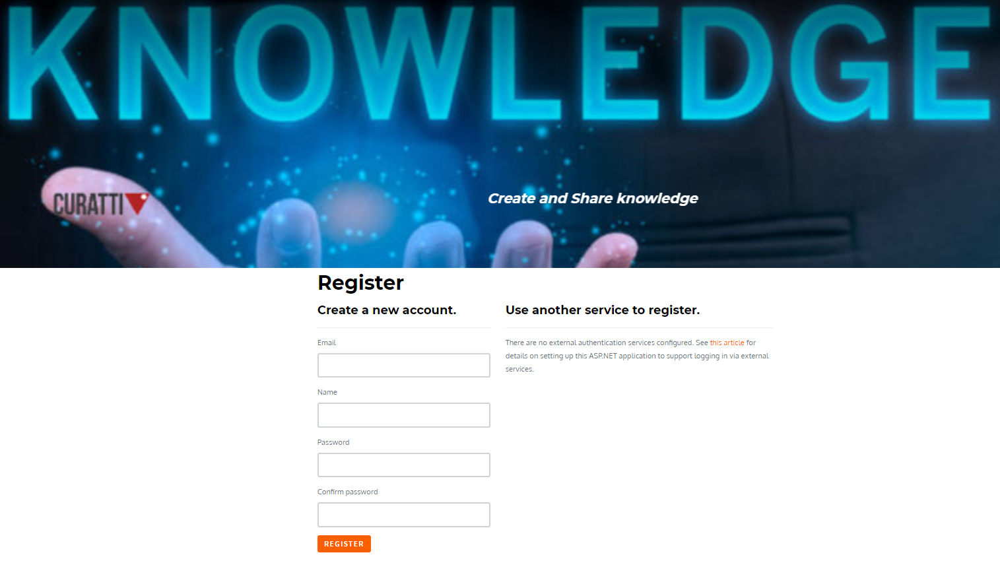 KNOWLEDGE
CURATTI
Create and Share knowledge
Register
Create a new account.
Email
Name
Password
Confirm password
REGISTER
Use another service to register.
There are no external authentication services configured. See this article for
details on setting up this ASP.NET application to support logging in via external
services.